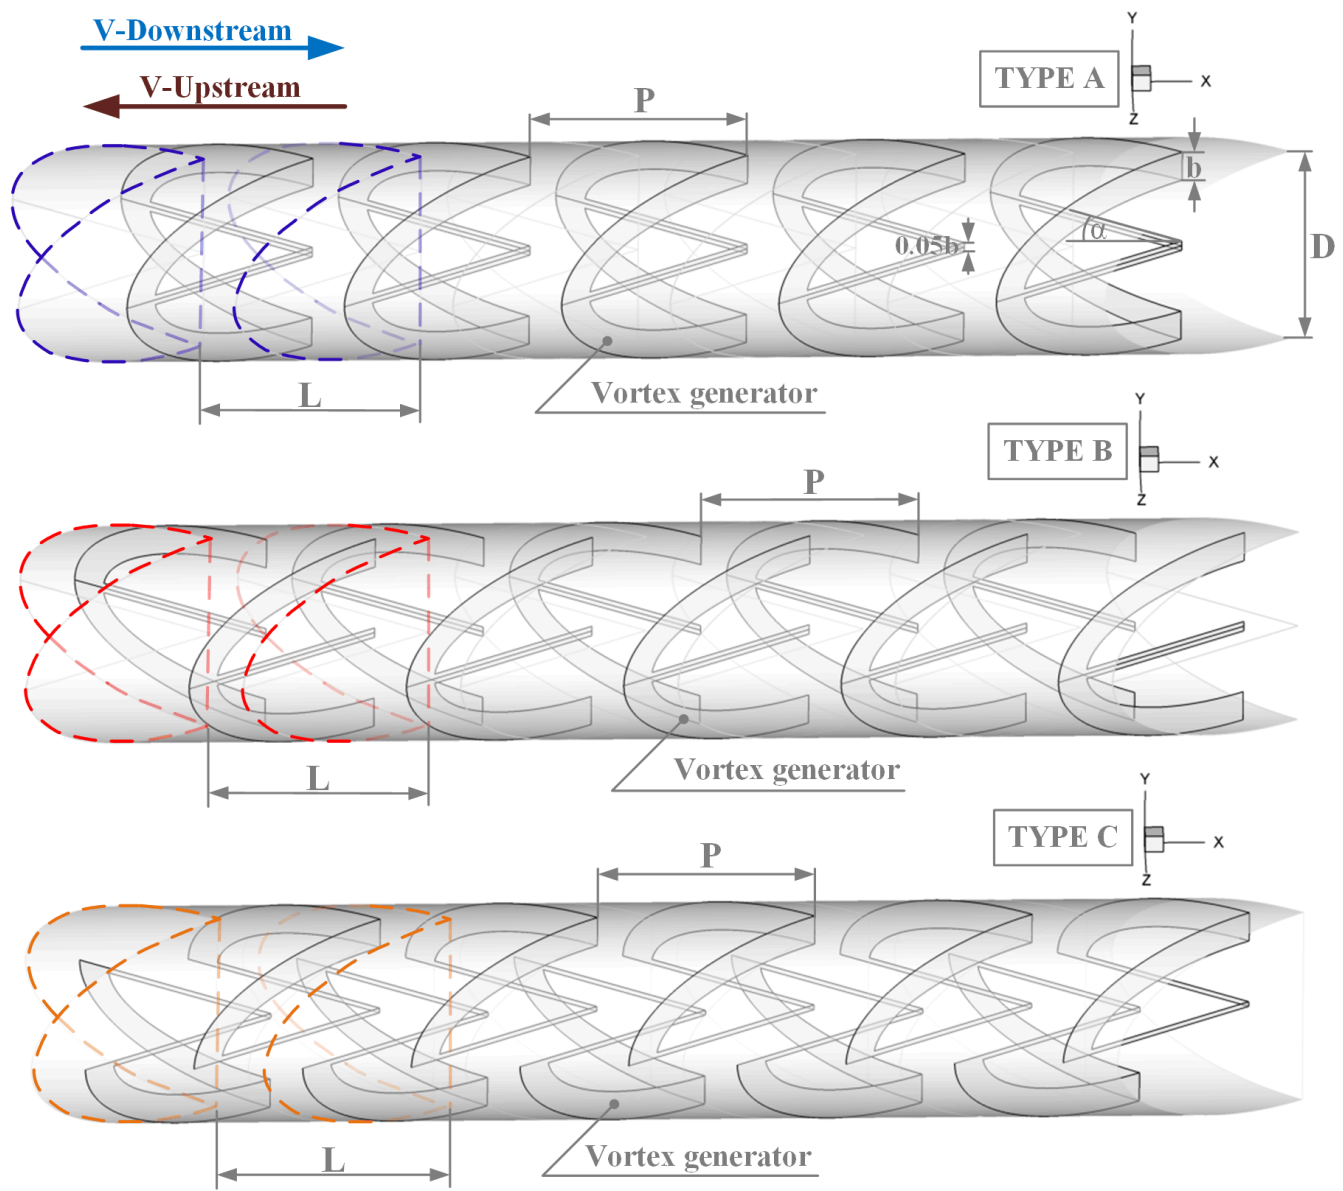 V-Downstream
V-Upstream
P
TYPE A
Y
X
Z
b
α
0.05b
D
L
Vortex generator
TYPE B
Y
X
Z
P
L
Vortex generator
TYPE C
Y
X
Z
P
L
Vortex generator